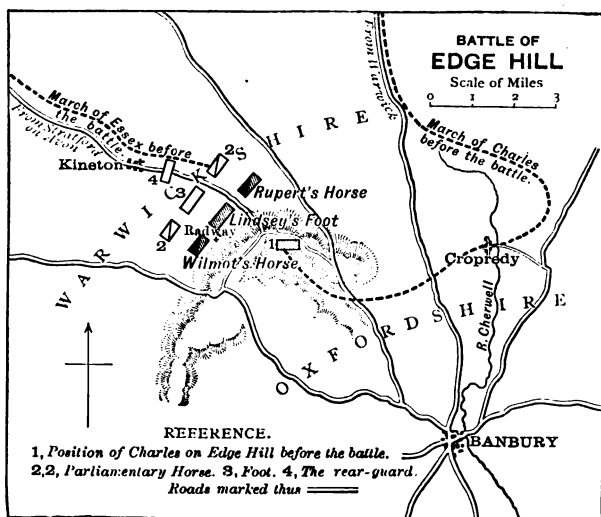 BATTLE OF
EDGE HILL
Scale of Miles
0 1 2 3
From Warwick
March of Charles
before the battle.
March of Essex before
the battle.
From Stratford
on Avon
Kineton
WARWICKSHIRE
2
4
3
Rupert's Horse
Lindsey's Foot
Radway
2
Wilmot's Horse
1
Cropredy
OXFORDSHIRE
R. Cherwell
BANBURY
REFERENCE.
1, Position of Charles on Edge Hill before the battle.
2,2, Parliamentary Horse. 3, Foot. 4, The rear-guard.
Roads marked thus